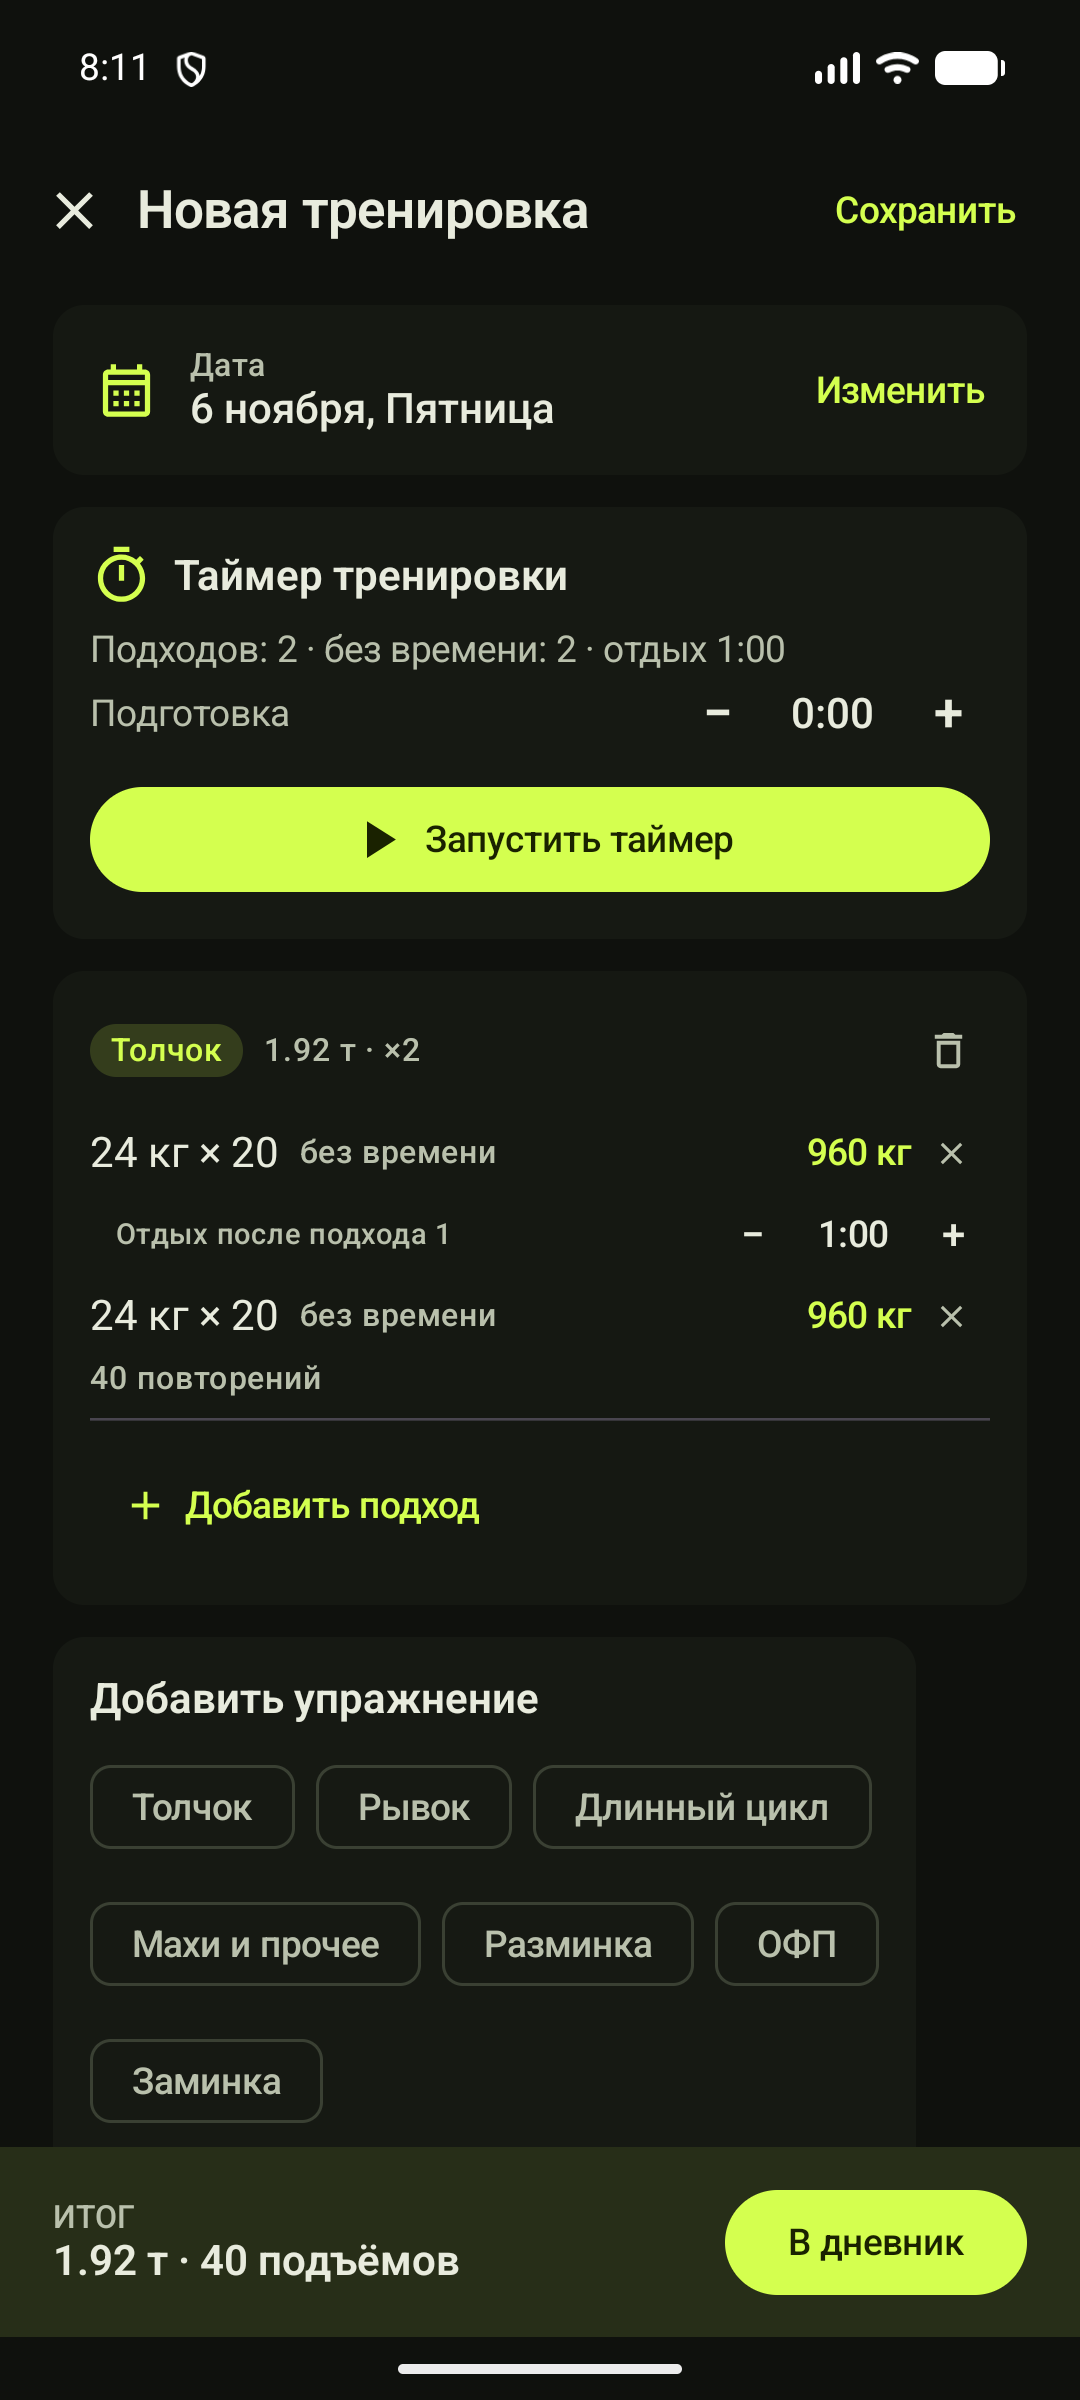 8:11
Новая тренировка
Сохранить
Дата
6 ноября, Пятница
Изменить
Таймер тренировки
Подходов: 2 · без времени: 2 · отдых 1:00
Подготовка − 0:00 +
Запустить таймер
Толчок 1.92 т · ×2
24 кг × 20 без времени 960 кг ×
Отдых после подхода 1 − 1:00 +
24 кг × 20 без времени 960 кг ×
40 повторений
+ Добавить подход
Добавить упражнение
Толчок Рывок Длинный цикл
Махи и прочее Разминка ОФП
Заминка
ИТОГ
1.92 т · 40 подъёмов
В дневник